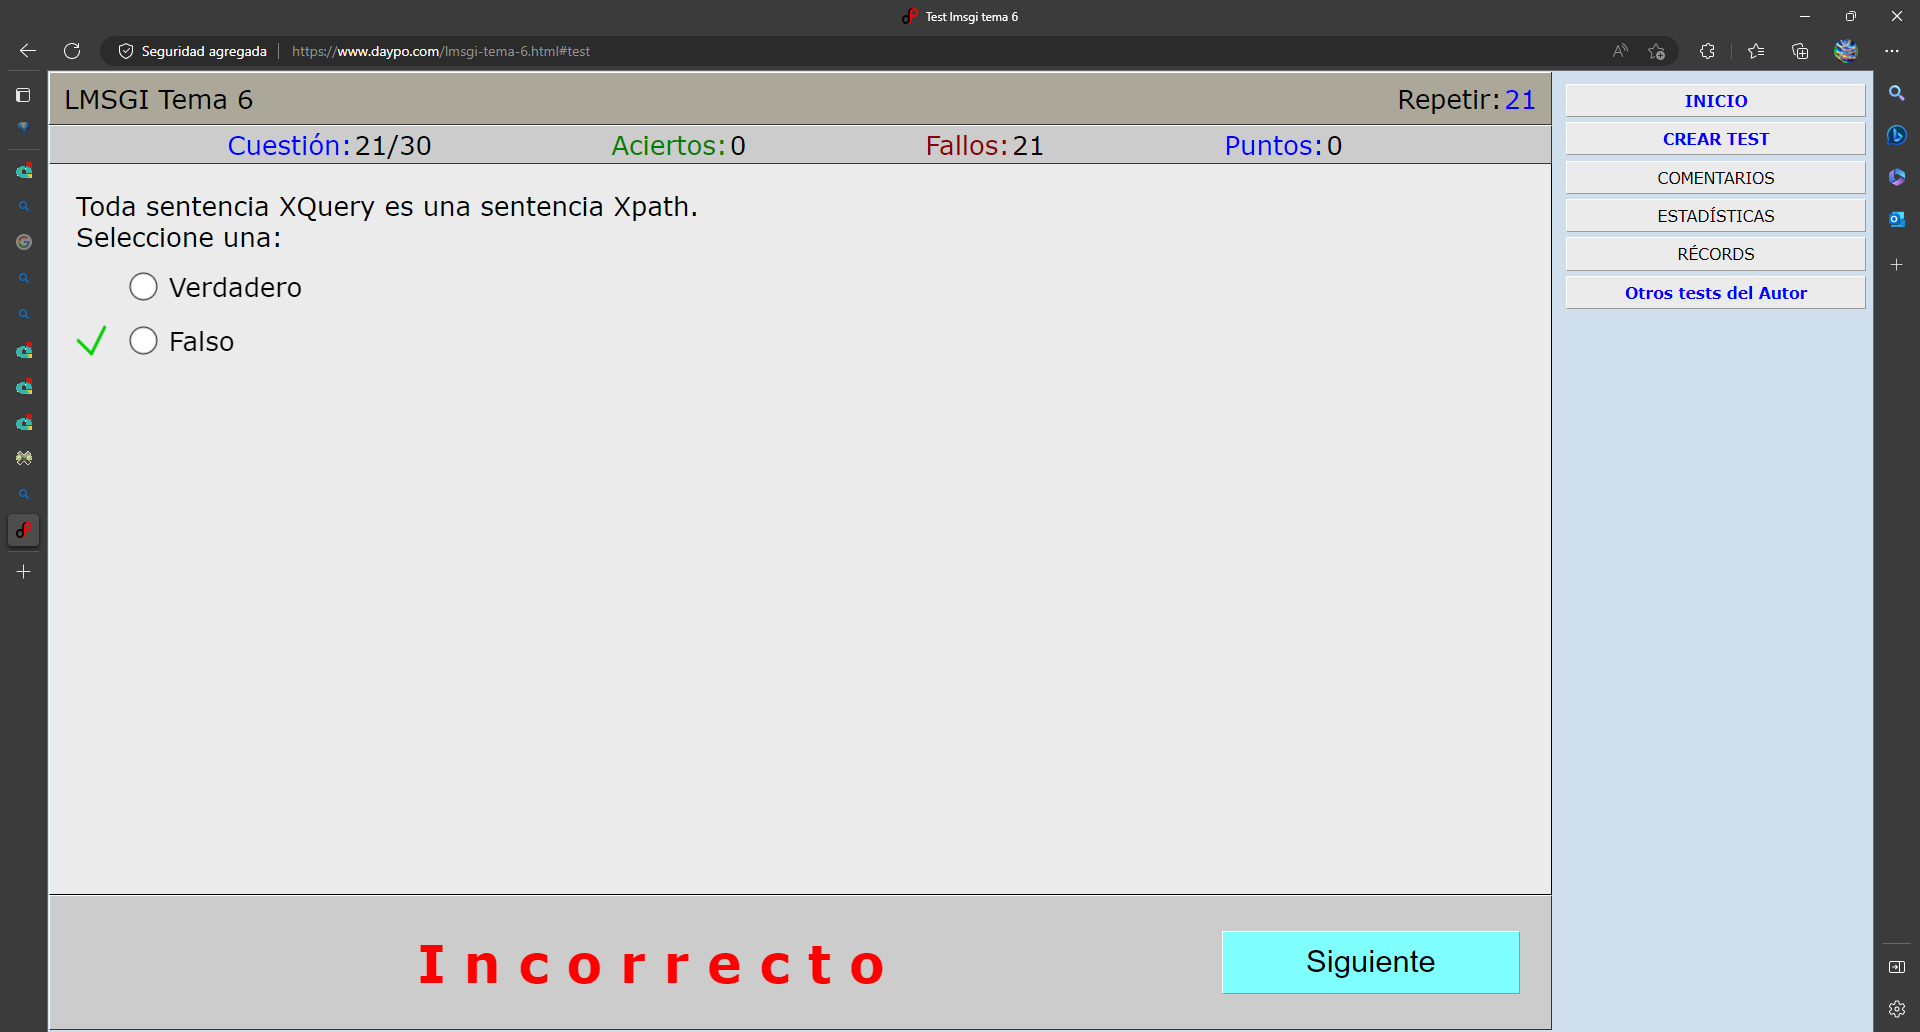 Test lmsgi tema 6
Seguridad agregada
https://www.daypo.com/lmsgi-tema-6.html#test
LMSGI Tema 6
Repetir:21
Cuestión:21/30
Aciertos:0
Fallos:21
Puntos:0
Toda sentencia XQuery es una sentencia Xpath.
Seleccione una:
Verdadero
Falso
Incorrecto
Siguiente
INICIO
CREAR TEST
COMENTARIOS
ESTADÍSTICAS
RÉCORDS
Otros tests del Autor